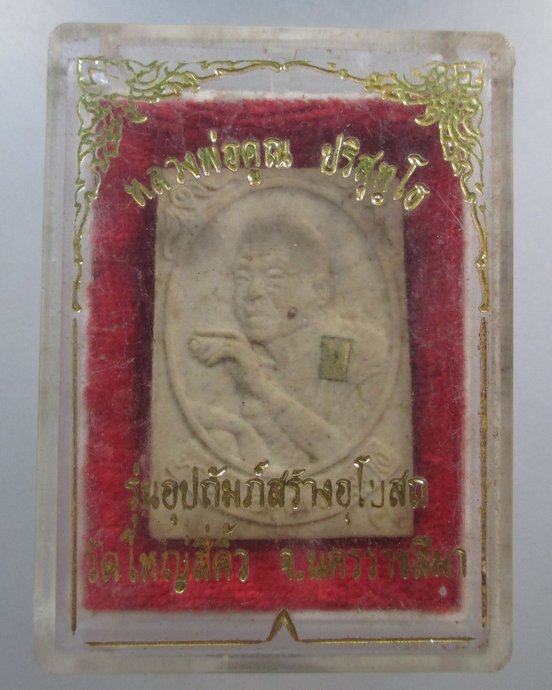 หลวงพ่อคูณ ปริสุทฺโธ
รุ่นอุปถัมภ์สร้างอุโบสถ
วัดใหญ่สีคิ้ว จ.นครราชสีมา